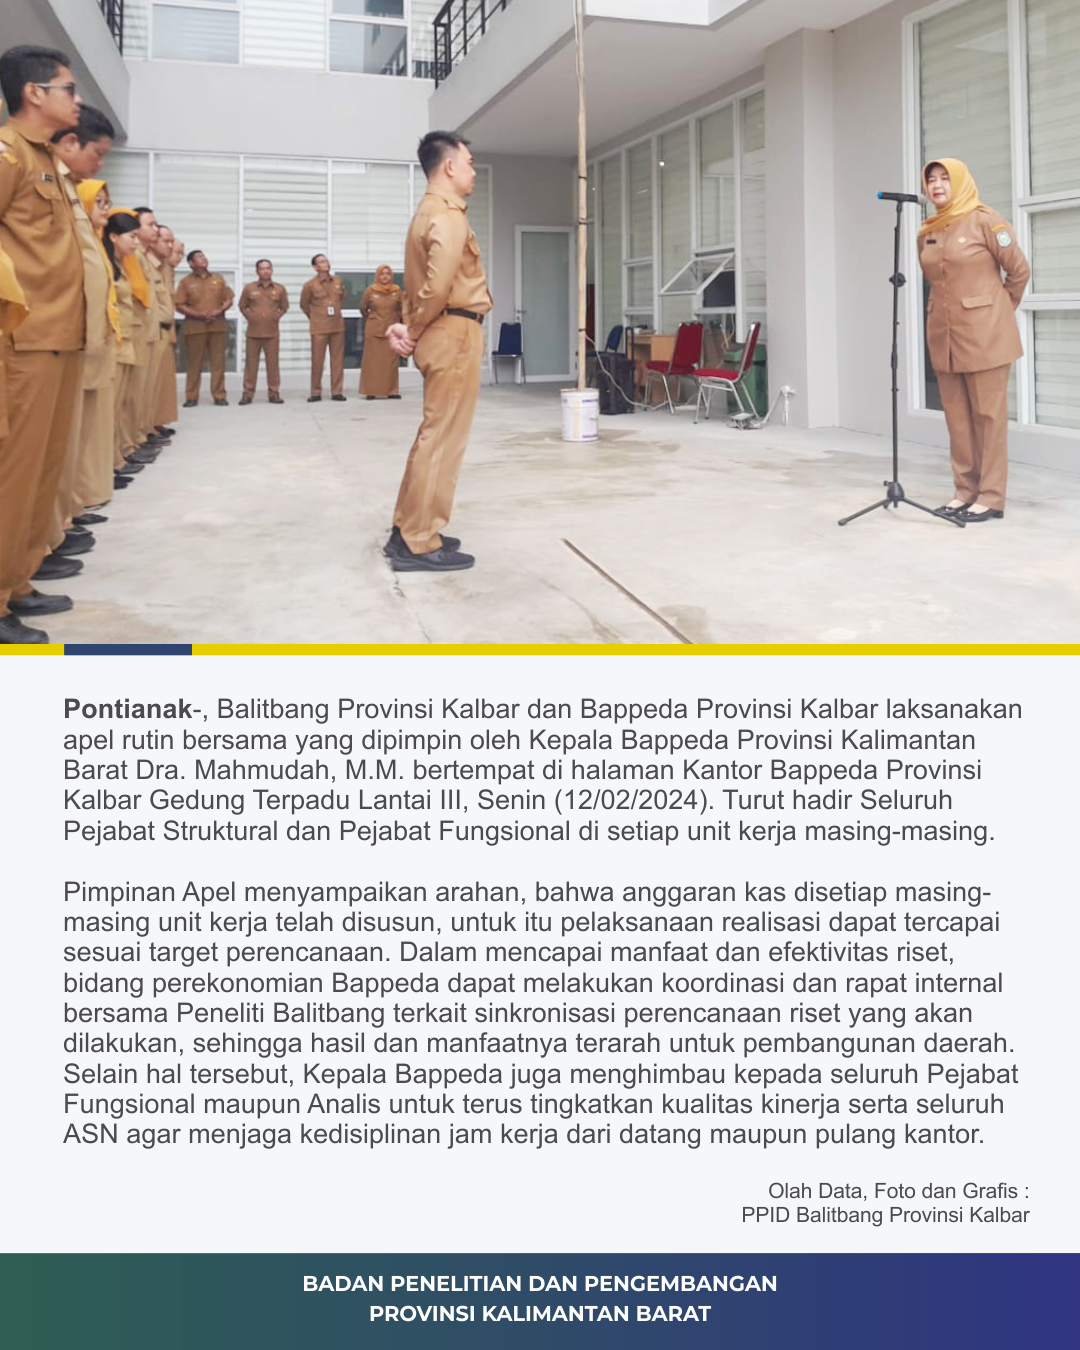 Pontianak-, Balitbang Provinsi Kalbar dan Bappeda Provinsi Kalbar laksanakan
apel rutin bersama yang dipimpin oleh Kepala Bappeda Provinsi Kalimantan
Barat Dra. Mahmudah, M.M. bertempat di halaman Kantor Bappeda Provinsi
Kalbar Gedung Terpadu Lantai III, Senin (12/02/2024). Turut hadir Seluruh
Pejabat Struktural dan Pejabat Fungsional di setiap unit kerja masing-masing.
Pimpinan Apel menyampaikan arahan, bahwa anggaran kas disetiap masing-
masing unit kerja telah disusun, untuk itu pelaksanaan realisasi dapat tercapai
sesuai target perencanaan. Dalam mencapai manfaat dan efektivitas riset,
bidang perekonomian Bappeda dapat melakukan koordinasi dan rapat internal
bersama Peneliti Balitbang terkait sinkronisasi perencanaan riset yang akan
dilakukan, sehingga hasil dan manfaatnya terarah untuk pembangunan daerah.
Selain hal tersebut, Kepala Bappeda juga menghimbau kepada seluruh Pejabat
Fungsional maupun Analis untuk terus tingkatkan kualitas kinerja serta seluruh
ASN agar menjaga kedisiplinan jam kerja dari datang maupun pulang kantor.
Olah Data, Foto dan Grafis :
PPID Balitbang Provinsi Kalbar
BADAN PENELITIAN DAN PENGEMBANGAN
PROVINSI KALIMANTAN BARAT